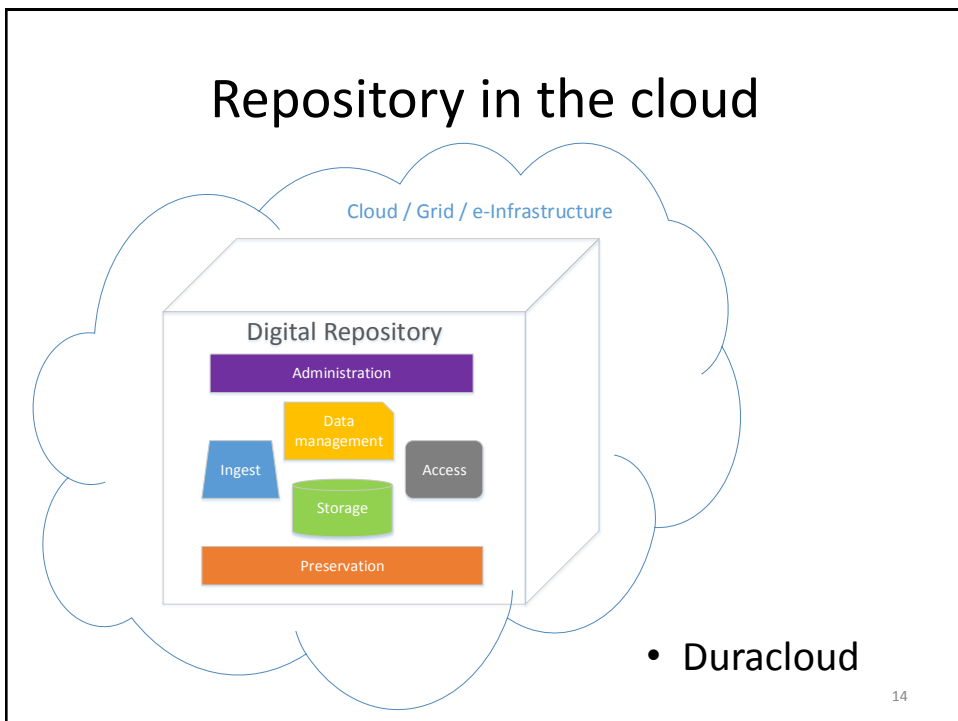 Repository in the cloud
Cloud / Grid / e-Infrastructure
Digital Repository
Administration
Data
management
Ingest
Access
Storage
Preservation
• Duracloud
14